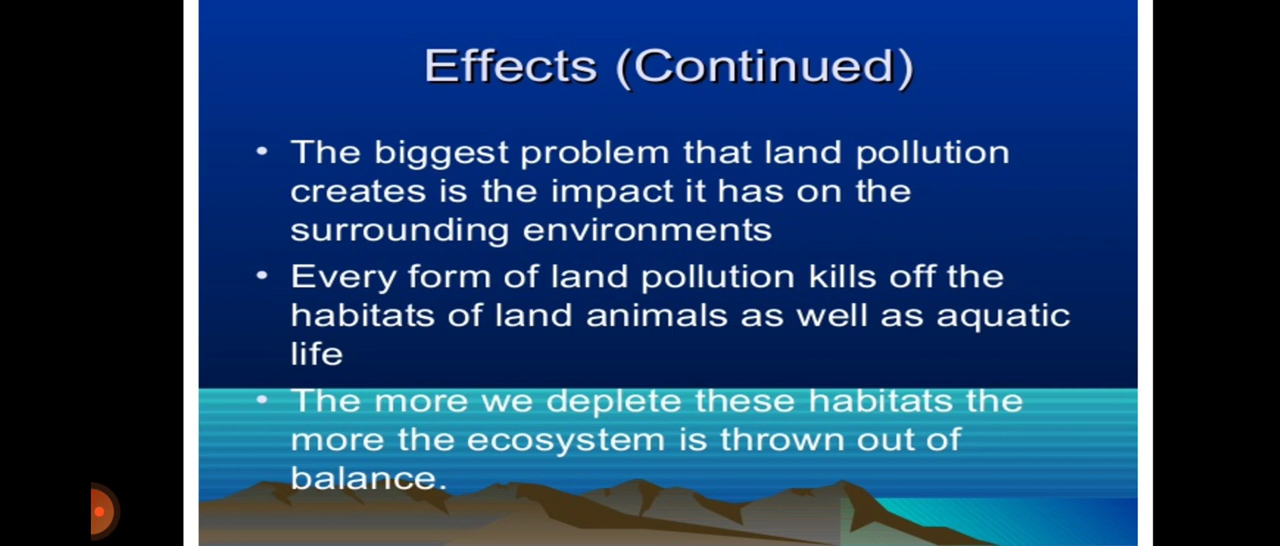 Effects (Continued)
• The biggest problem that land pollution
creates is the impact it has on the
surrounding environments
• Every form of land pollution kills off the
habitats of land animals as well as aquatic
life
• The more we deplete these habitats the
more the ecosystem is thrown out of
balance.